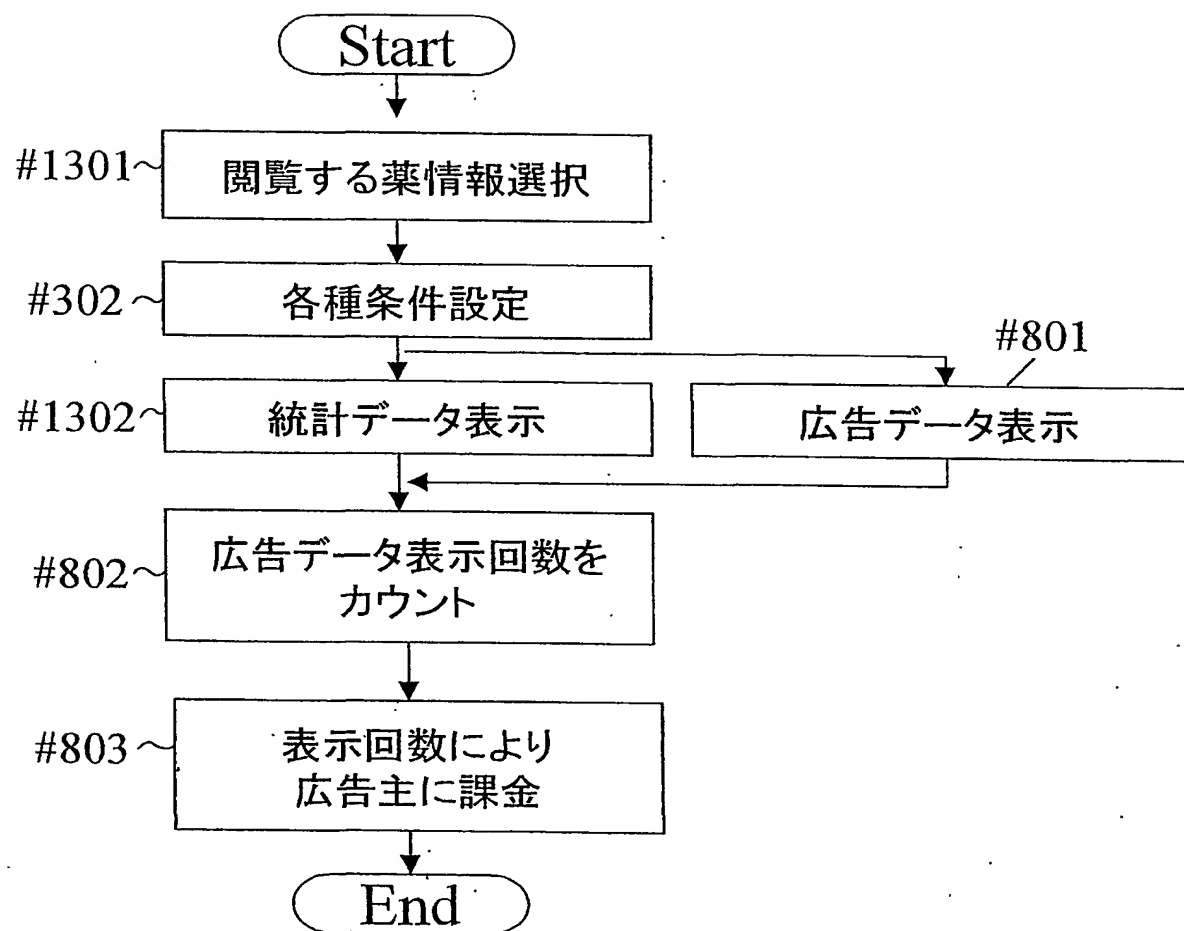 Start
#1301
閲覧する薬情報選択
#302
各種条件設定
#801
#1302
統計データ表示
広告データ表示
#802
広告データ表示回数を
カウント
#803
表示回数により
広告主に課金
End